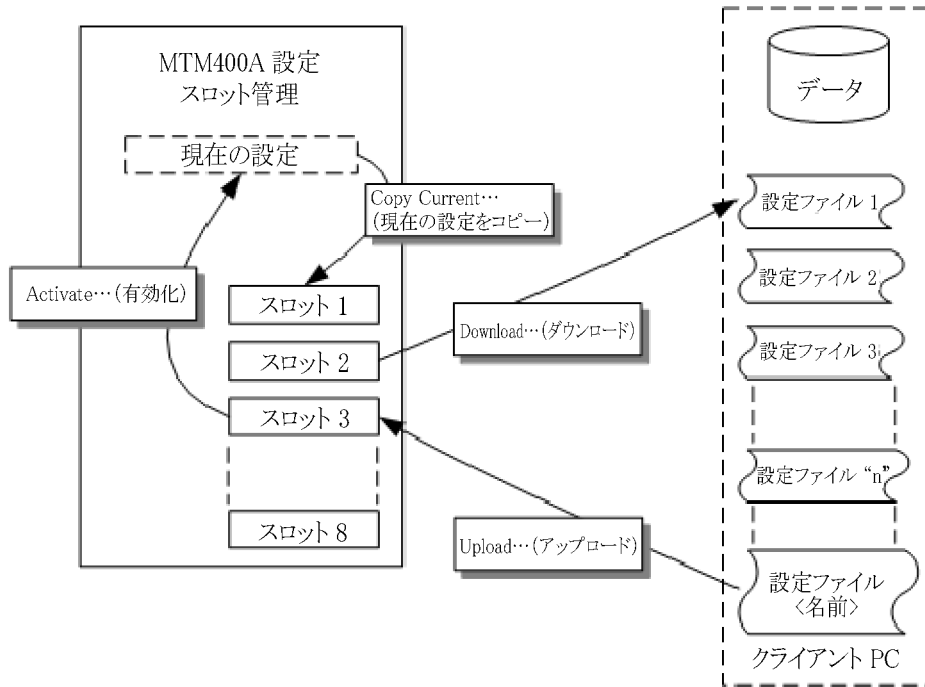 MTM400A 設定
スロット管理
現在の設定
Copy Current…
(現在の設定をコピー)
Activate…(有効化)
スロット 1
スロット 2
スロット 3
スロット 8
Download…(ダウンロード)
Upload…(アップロード)
データ
設定ファイル 1
設定ファイル 2
設定ファイル 3
設定ファイル “n”
設定ファイル
<名前>
クライアント PC